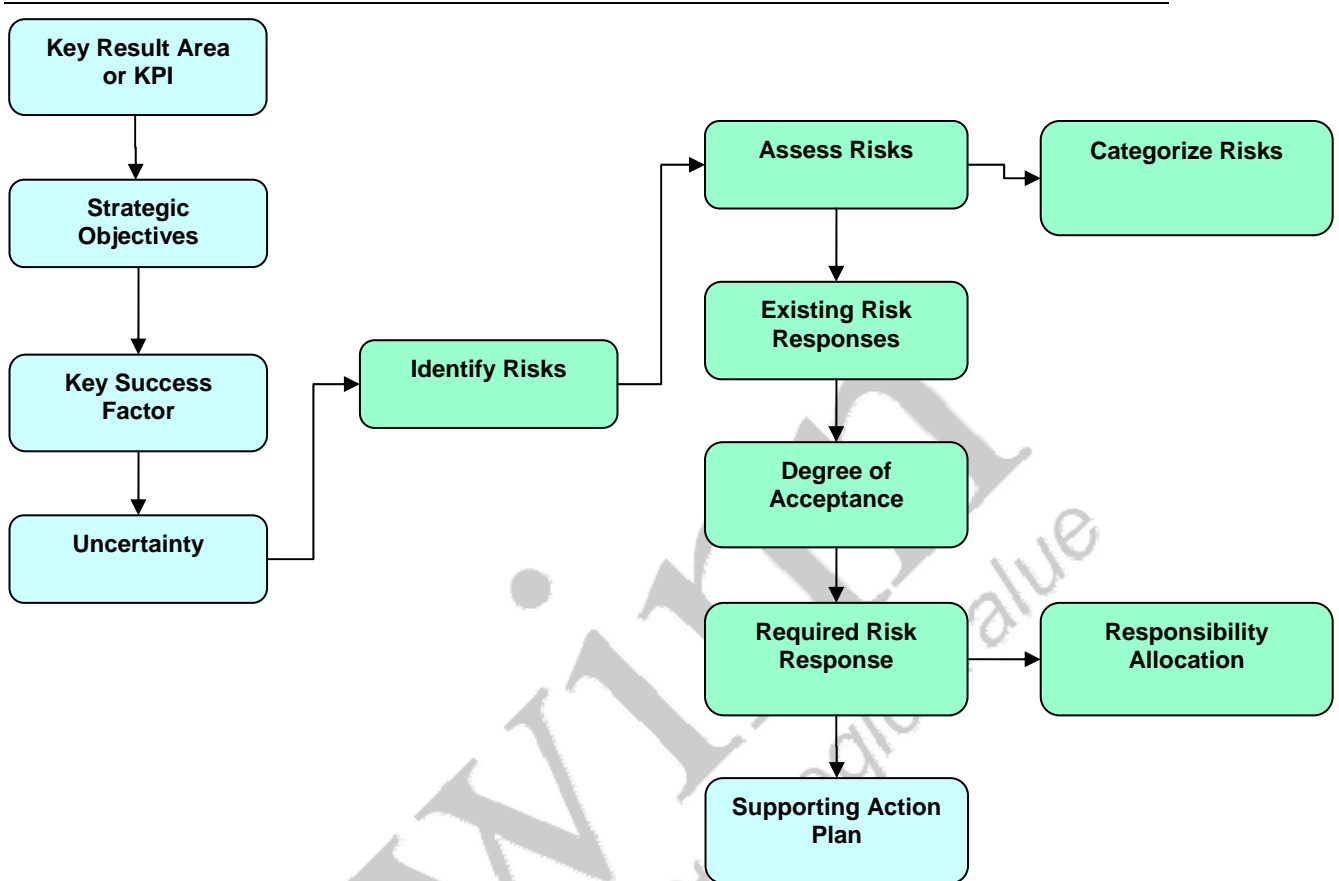 Key Result Area
or KPI
Strategic
Objectives
Key Success
Factor
Uncertainty
Identify Risks
Assess Risks
Categorize Risks
Existing Risk
Responses
Degree of
Acceptance
Required Risk
Response
Responsibility
Allocation
Supporting Action
Plan